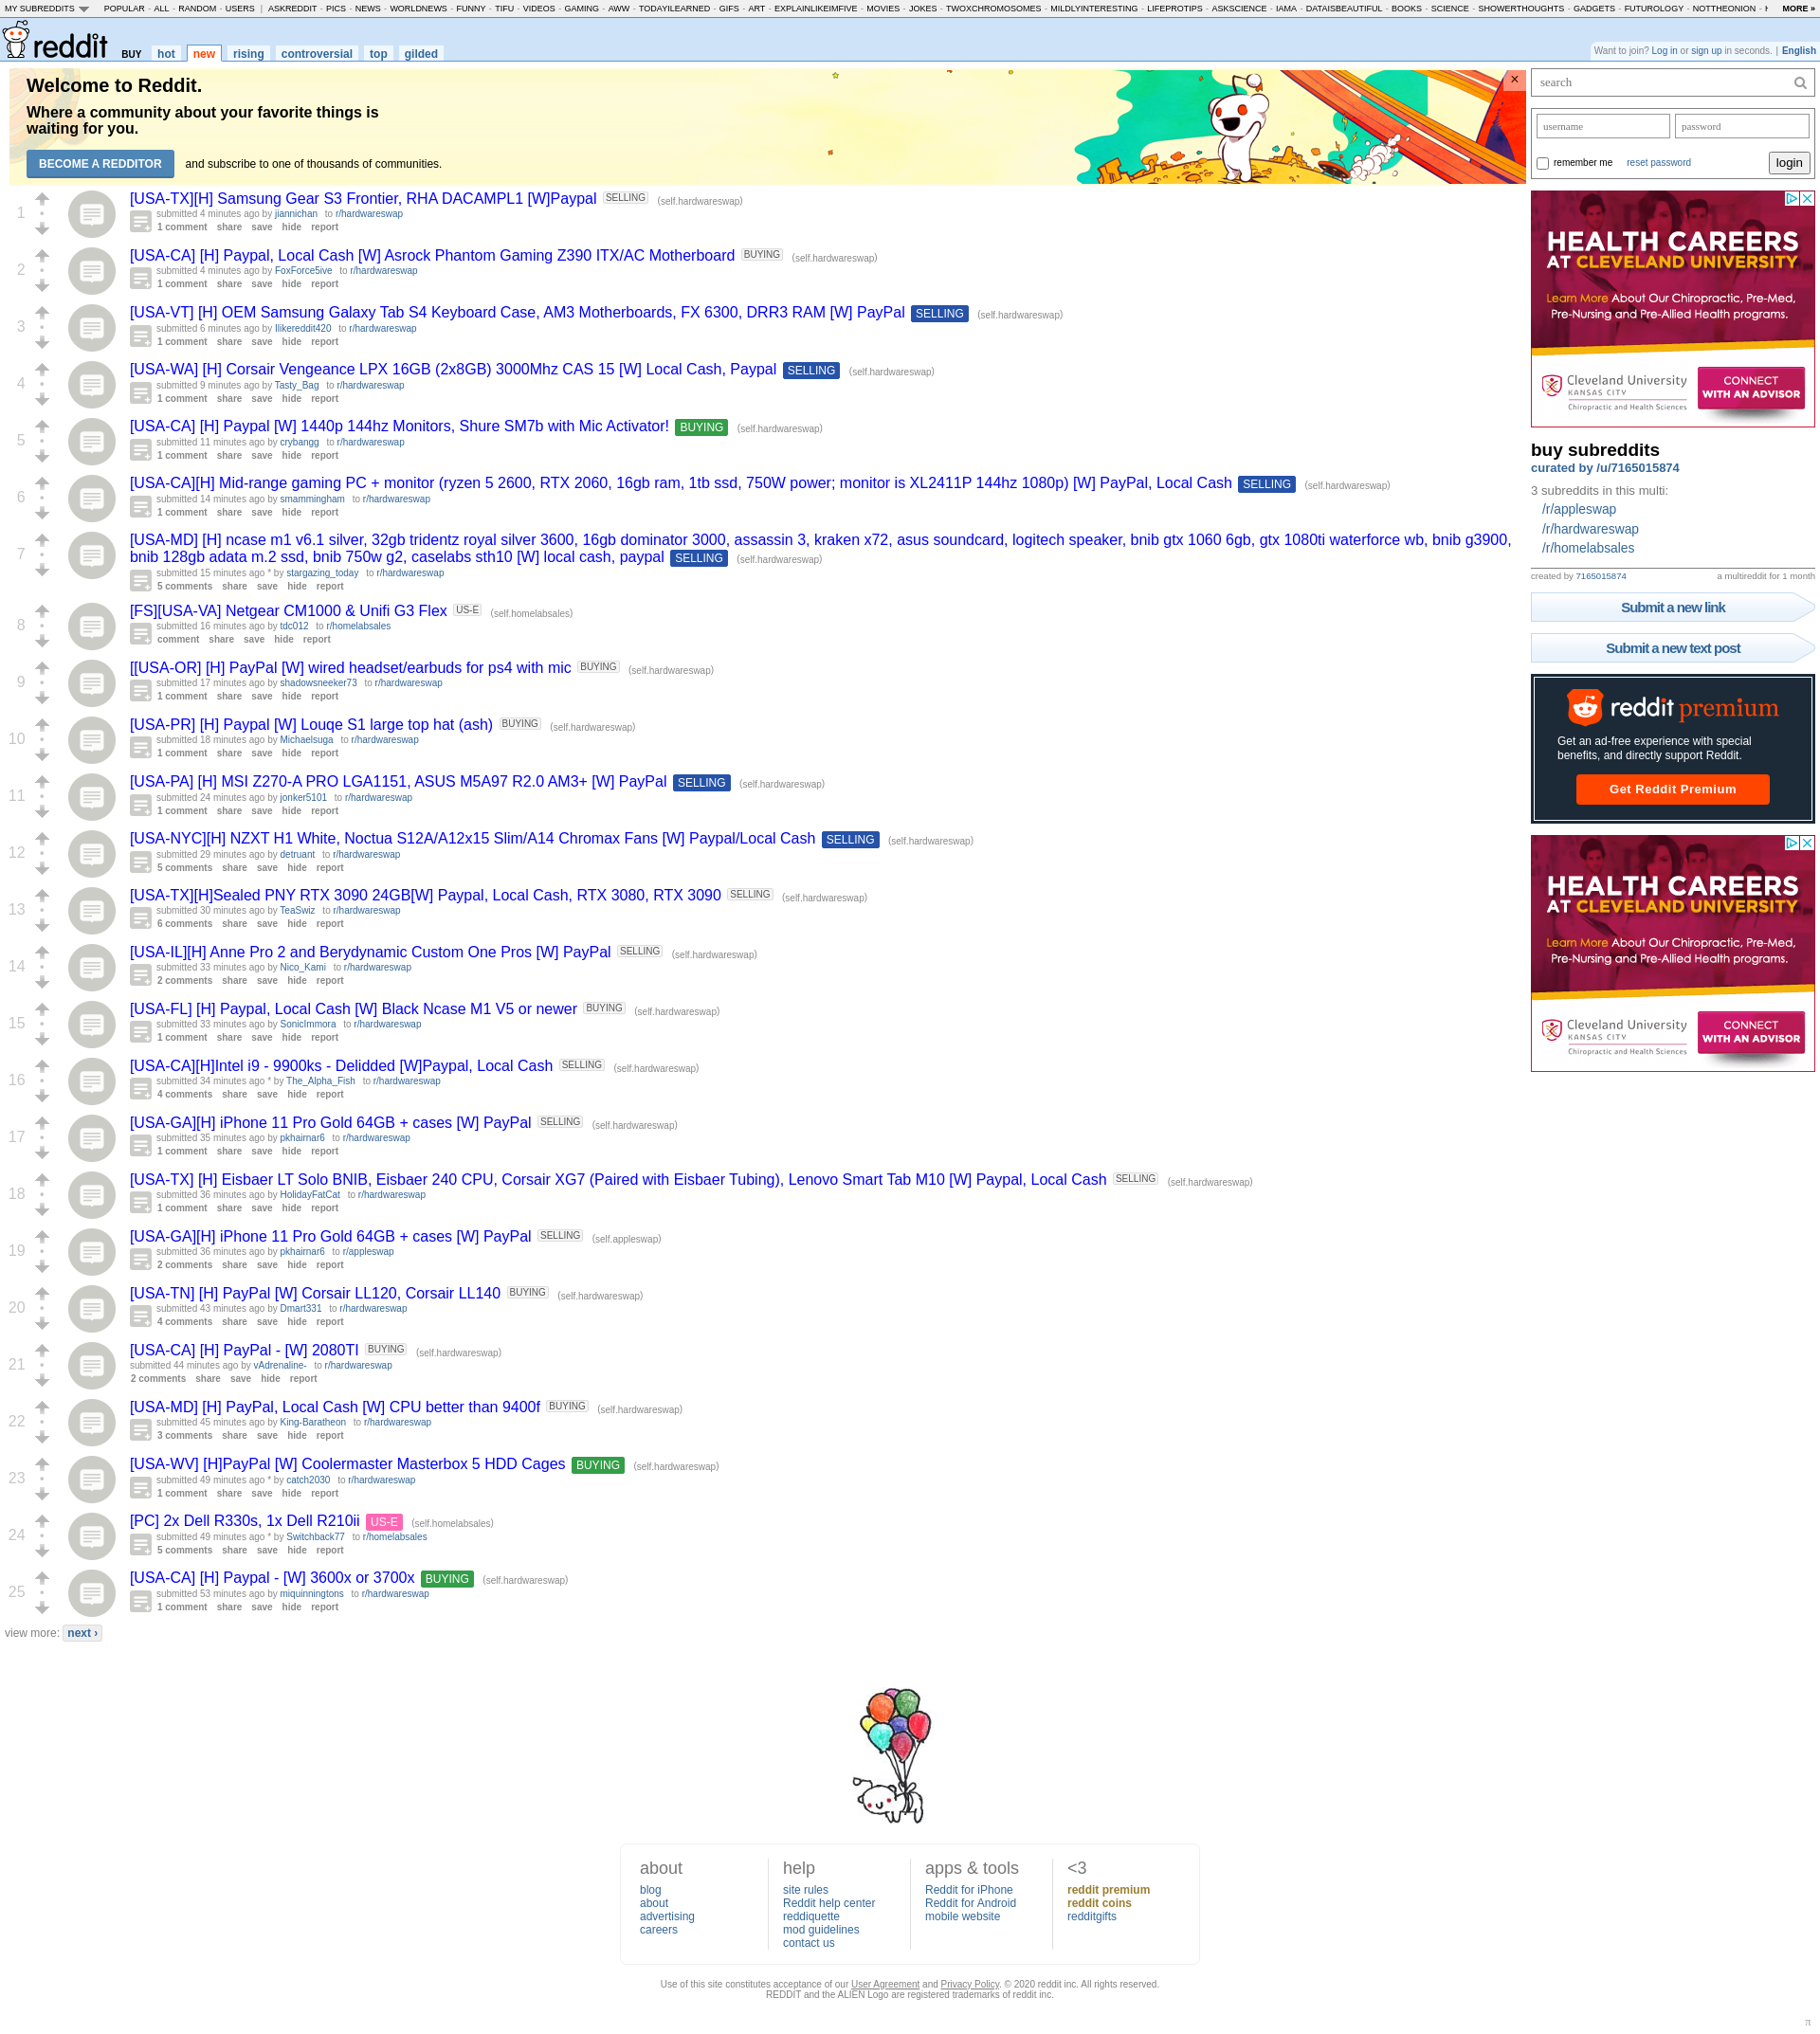 MY SUBREDDITS POPULAR - ALL - RANDOM - USERS | ASKREDDIT - PICS - NEWS - WORLDNEWS - FUNNY - TIFU - VIDEOS - GAMING - AWW - TODAYILEARNED - GIFS - ART - EXPLAINLIKEIMFIVE - MOVIES - JOKES - TWOXCHROMOSOMES - MILDLYINTERESTING - LIFEPROTIPS - ASKSCIENCE - IAMA - DATAISBEAUTIFUL - BOOKS - SCIENCE - SHOWERTHOUGHTS - GADGETS - FUTUROLOGY - NOTTHEONION - MORE »
reddit BUY hot new rising controversial top gilded
Want to join? Log in or sign up in seconds. | English
Welcome to Reddit.
Where a community about your favorite things is
waiting for you.
BECOME A REDDITOR and subscribe to one of thousands of communities.
×
1
[USA-TX][H] Samsung Gear S3 Frontier, RHA DACAMPL1 [W]Paypal SELLING (self.hardwareswap)
submitted 4 minutes ago by jiannichan to r/hardwareswap
1 comment share save hide report
2
[USA-CA] [H] Paypal, Local Cash [W] Asrock Phantom Gaming Z390 ITX/AC Motherboard BUYING (self.hardwareswap)
submitted 4 minutes ago by FoxForce5ive to r/hardwareswap
1 comment share save hide report
3
[USA-VT] [H] OEM Samsung Galaxy Tab S4 Keyboard Case, AM3 Motherboards, FX 6300, DRR3 RAM [W] PayPal SELLING (self.hardwareswap)
submitted 6 minutes ago by Ilikereddit420 to r/hardwareswap
1 comment share save hide report
4
[USA-WA] [H] Corsair Vengeance LPX 16GB (2x8GB) 3000Mhz CAS 15 [W] Local Cash, Paypal SELLING (self.hardwareswap)
submitted 9 minutes ago by Tasty_Bag to r/hardwareswap
1 comment share save hide report
5
[USA-CA] [H] Paypal [W] 1440p 144hz Monitors, Shure SM7b with Mic Activator! BUYING (self.hardwareswap)
submitted 11 minutes ago by crybangg to r/hardwareswap
1 comment share save hide report
6
[USA-CA][H] Mid-range gaming PC + monitor (ryzen 5 2600, RTX 2060, 16gb ram, 1tb ssd, 750W power; monitor is XL2411P 144hz 1080p) [W] PayPal, Local Cash SELLING (self.hardwareswap)
submitted 14 minutes ago by smammingham to r/hardwareswap
1 comment share save hide report
7
[USA-MD] [H] ncase m1 v6.1 silver, 32gb tridentz royal silver 3600, 16gb dominator 3000, assassin 3, kraken x72, asus soundcard, logitech speaker, bnib gtx 1060 6gb, gtx 1080ti waterforce wb, bnib g3900,
bnib 128gb adata m.2 ssd, bnib 750w g2, caselabs sth10 [W] local cash, paypal SELLING (self.hardwareswap)
submitted 15 minutes ago * by stargazing_today to r/hardwareswap
5 comments share save hide report
8
[FS][USA-VA] Netgear CM1000 & Unifi G3 Flex US-E (self.homelabsales)
submitted 16 minutes ago by tdc012 to r/homelabsales
comment share save hide report
9
[[USA-OR] [H] PayPal [W] wired headset/earbuds for ps4 with mic BUYING (self.hardwareswap)
submitted 17 minutes ago by shadowsneeker73 to r/hardwareswap
1 comment share save hide report
10
[USA-PR] [H] Paypal [W] Louqe S1 large top hat (ash) BUYING (self.hardwareswap)
submitted 18 minutes ago by Michaelsuga to r/hardwareswap
1 comment share save hide report
11
[USA-PA] [H] MSI Z270-A PRO LGA1151, ASUS M5A97 R2.0 AM3+ [W] PayPal SELLING (self.hardwareswap)
submitted 24 minutes ago by jonker5101 to r/hardwareswap
1 comment share save hide report
12
[USA-NYC][H] NZXT H1 White, Noctua S12A/A12x15 Slim/A14 Chromax Fans [W] Paypal/Local Cash SELLING (self.hardwareswap)
submitted 29 minutes ago by detruant to r/hardwareswap
5 comments share save hide report
13
[USA-TX][H]Sealed PNY RTX 3090 24GB[W] Paypal, Local Cash, RTX 3080, RTX 3090 SELLING (self.hardwareswap)
submitted 30 minutes ago by TeaSwiz to r/hardwareswap
6 comments share save hide report
14
[USA-IL][H] Anne Pro 2 and Berydynamic Custom One Pros [W] PayPal SELLING (self.hardwareswap)
submitted 33 minutes ago by Nico_Kami to r/hardwareswap
2 comments share save hide report
15
[USA-FL] [H] Paypal, Local Cash [W] Black Ncase M1 V5 or newer BUYING (self.hardwareswap)
submitted 33 minutes ago by SonicImmora to r/hardwareswap
1 comment share save hide report
16
[USA-CA][H]Intel i9 - 9900ks - Delidded [W]Paypal, Local Cash SELLING (self.hardwareswap)
submitted 34 minutes ago * by The_Alpha_Fish to r/hardwareswap
4 comments share save hide report
17
[USA-GA][H] iPhone 11 Pro Gold 64GB + cases [W] PayPal SELLING (self.hardwareswap)
submitted 35 minutes ago by pkhairnar6 to r/hardwareswap
1 comment share save hide report
18
[USA-TX] [H] Eisbaer LT Solo BNIB, Eisbaer 240 CPU, Corsair XG7 (Paired with Eisbaer Tubing), Lenovo Smart Tab M10 [W] Paypal, Local Cash SELLING (self.hardwareswap)
submitted 36 minutes ago by HolidayFatCat to r/hardwareswap
1 comment share save hide report
19
[USA-GA][H] iPhone 11 Pro Gold 64GB + cases [W] PayPal SELLING (self.appleswap)
submitted 36 minutes ago by pkhairnar6 to r/appleswap
2 comments share save hide report
20
[USA-TN] [H] PayPal [W] Corsair LL120, Corsair LL140 BUYING (self.hardwareswap)
submitted 43 minutes ago by Dmart331 to r/hardwareswap
4 comments share save hide report
21
[USA-CA] [H] PayPal - [W] 2080TI BUYING (self.hardwareswap)
submitted 44 minutes ago by vAdrenaline- to r/hardwareswap
2 comments share save hide report
22
[USA-MD] [H] PayPal, Local Cash [W] CPU better than 9400f BUYING (self.hardwareswap)
submitted 45 minutes ago by King-Baratheon to r/hardwareswap
3 comments share save hide report
23
[USA-WV] [H]PayPal [W] Coolermaster Masterbox 5 HDD Cages BUYING (self.hardwareswap)
submitted 49 minutes ago * by catch2030 to r/hardwareswap
1 comment share save hide report
24
[PC] 2x Dell R330s, 1x Dell R210ii US-E (self.homelabsales)
submitted 49 minutes ago * by Switchback77 to r/homelabsales
5 comments share save hide report
25
[USA-CA] [H] Paypal - [W] 3600x or 3700x BUYING (self.hardwareswap)
submitted 53 minutes ago by miquinningtons to r/hardwareswap
1 comment share save hide report
view more: next ›
search
username password
remember me reset password login
HEALTH CAREERS
AT CLEVELAND UNIVERSITY
Learn More About Our Chiropractic, Pre-Med,
Pre-Nursing and Pre-Allied Health programs.
Cleveland University
KANSAS CITY
Chiropractic and Health Sciences
CONNECT
WITH AN ADVISOR
buy subreddits
curated by /u/7165015874
3 subreddits in this multi:
/r/appleswap
/r/hardwareswap
/r/homelabsales
created by 7165015874 a multireddit for 1 month
Submit a new link
Submit a new text post
reddit premium
Get an ad-free experience with special
benefits, and directly support Reddit.
Get Reddit Premium
HEALTH CAREERS
AT CLEVELAND UNIVERSITY
Learn More About Our Chiropractic, Pre-Med,
Pre-Nursing and Pre-Allied Health programs.
Cleveland University
KANSAS CITY
Chiropractic and Health Sciences
CONNECT
WITH AN ADVISOR
about
blog
about
advertising
careers
help
site rules
Reddit help center
reddiquette
mod guidelines
contact us
apps & tools
Reddit for iPhone
Reddit for Android
mobile website
<3
reddit premium
reddit coins
redditgifts
Use of this site constitutes acceptance of our User Agreement and Privacy Policy. © 2020 reddit inc. All rights reserved.
REDDIT and the ALIEN Logo are registered trademarks of reddit inc.
π